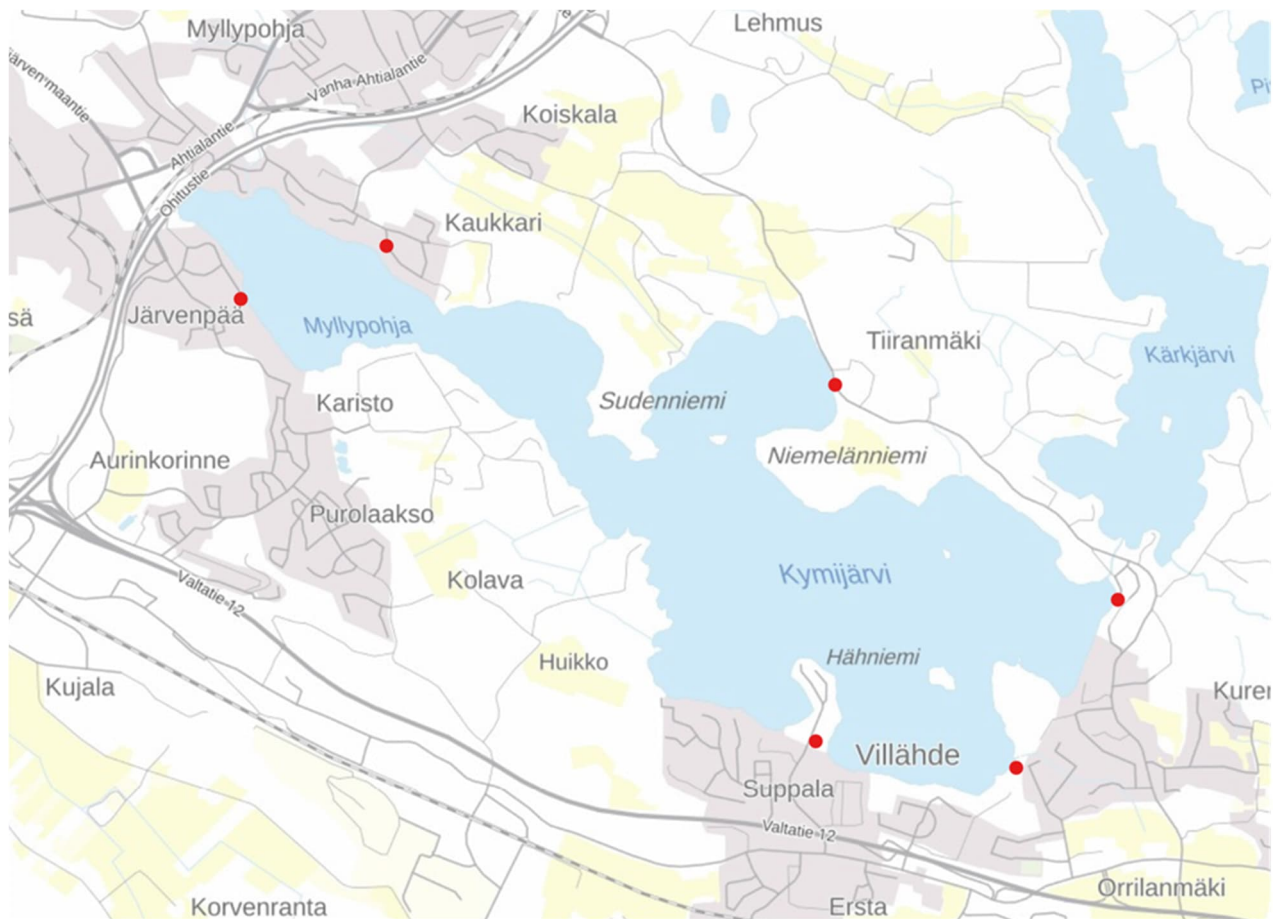 Lehmus
Myllypohja
Vanha Ahtialantie
Koiskala
Ahtialantie
Ohitustie
Kaukkari
Järvenpää
Myllypohja
Tiiranmäki
Kärkjärvi
Sudenniemi
Karisto
Niemelänniemi
Aurinkorinne
Purolaakso
Kymijärvi
Kolava
Valtatie 12
Hähniemi
Huikko
Kujala
Villähde
Suppala
Valtatie 12
Orrilanmäki
Korvenranta
Ersta